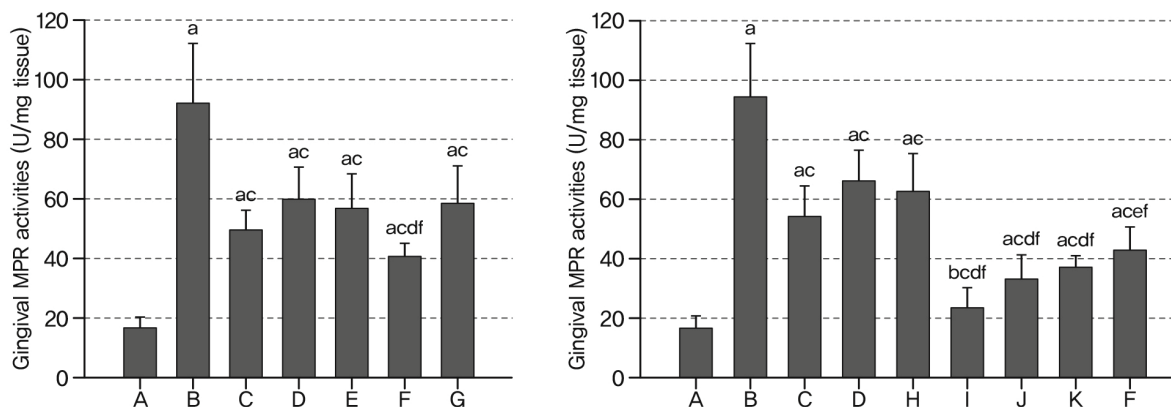 Gingival MPR activities (U/mg tissue)
120
100
80
60
40
20
0
a
ac
ac
ac
acdf
ac
A B C D E F G
Gingival MPR activities (U/mg tissue)
120
100
80
60
40
20
0
a
ac
ac
ac
bcdf
acdf
acdf
acef
A B C D H I J K F